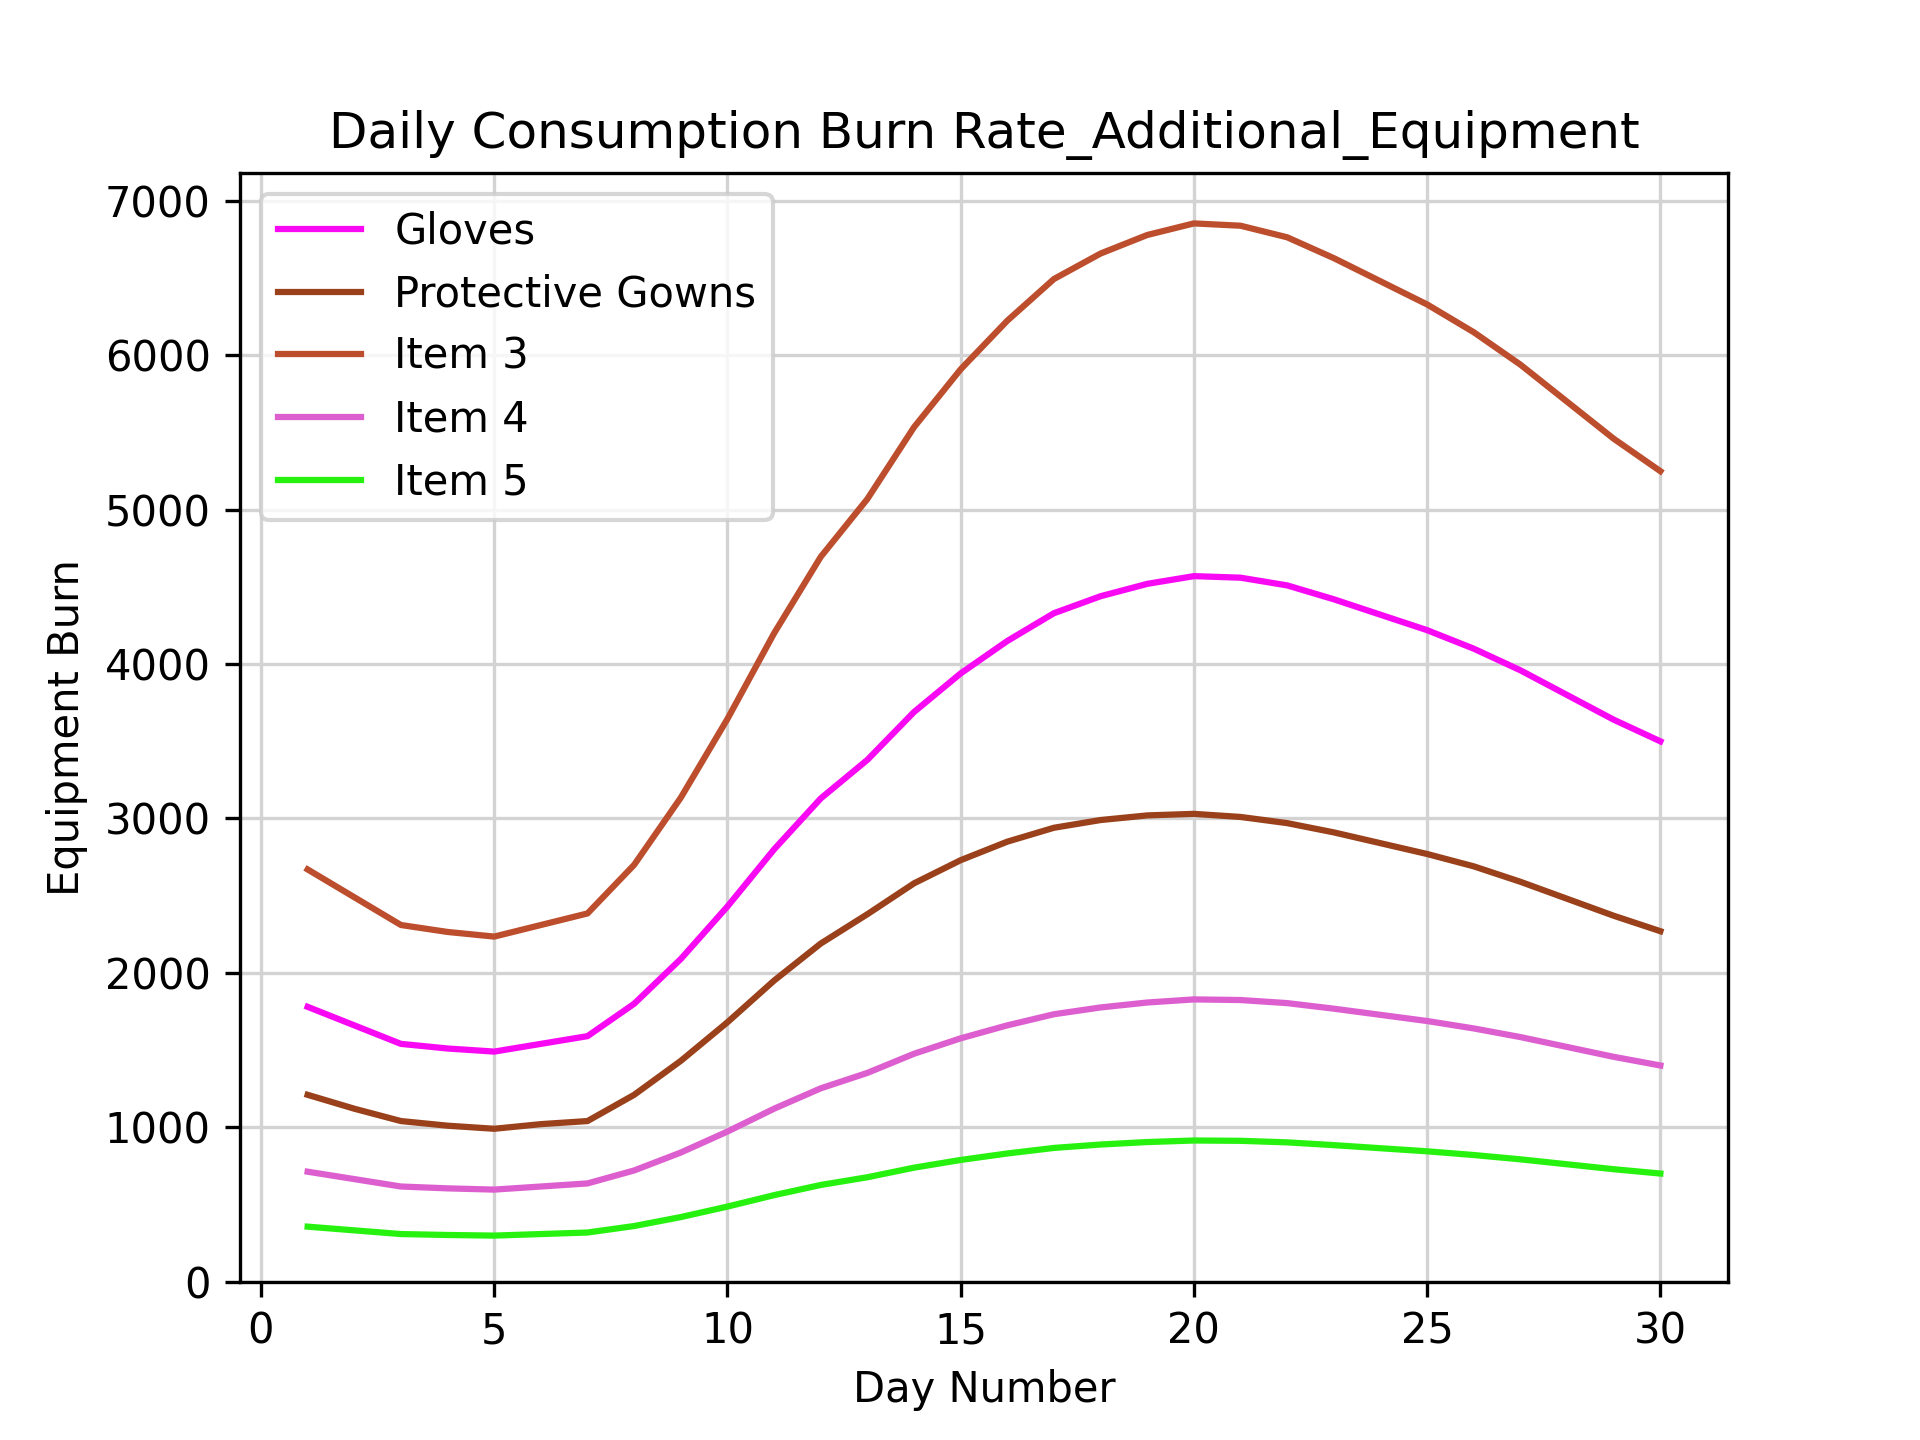 Daily Consumption Burn Rate_Additional_Equipment
7000
6000
5000
4000
3000
2000
1000
0
Equipment Burn
Gloves
Protective Gowns
Item 3
Item 4
Item 5
0 5 10 15 20 25 30
Day Number